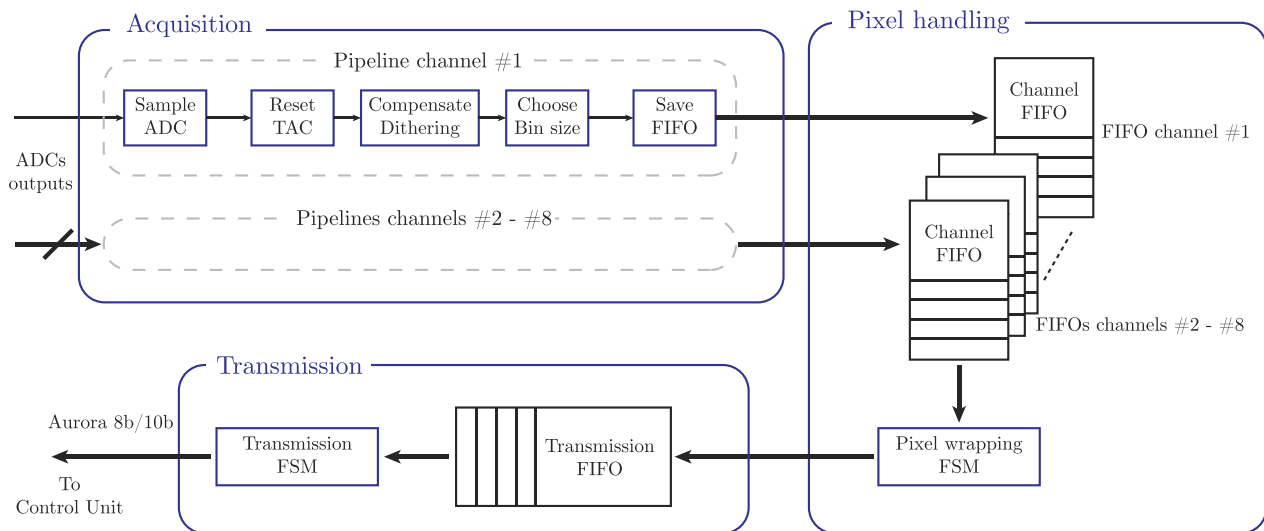 Acquisition
Pixel handling
Pipeline channel #1
Sample
ADC
Reset
TAC
Compensate
Dithering
Choose
Bin size
Save
FIFO
Channel
FIFO
FIFO channel #1
ADCs
outputs
Pipelines channels #2 - #8
Channel
FIFO
FIFOs channels #2 - #8
Transmission
Aurora 8b/10b
Transmission
FSM
Transmission
FIFO
Pixel wrapping
FSM
To
Control Unit